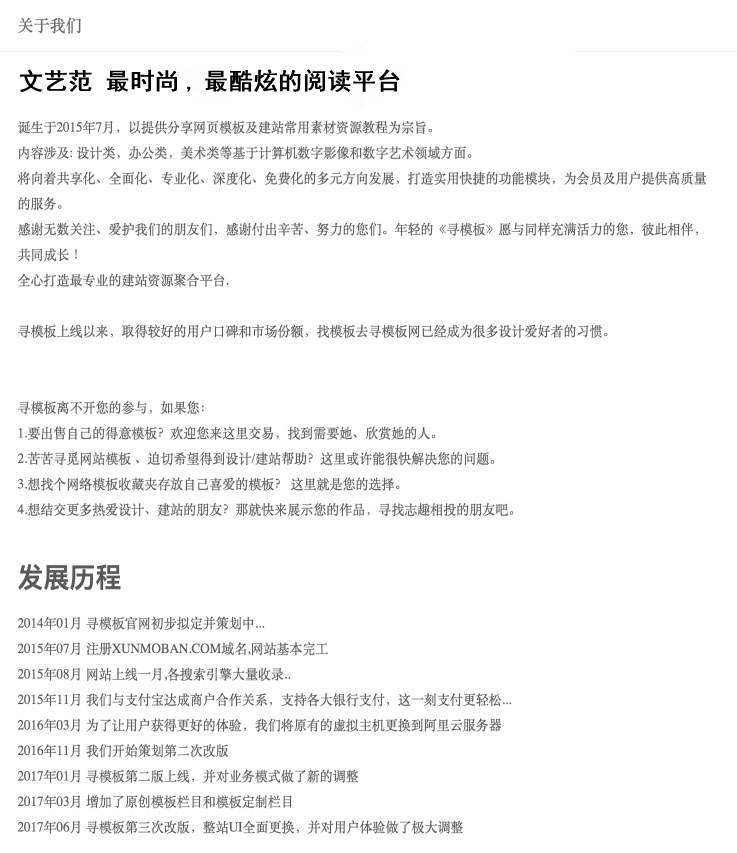 关于我们
文艺范 最时尚，最酷炫的阅读平台
诞生于2015年7月，以提供分享网页模板及建站常用素材资源教程为宗旨。
内容涉及: 设计类，办公类，美术类等基于计算机数字影像和数字艺术领域方面。
将向着共享化、全面化、专业化、深度化、免费化的多元方向发展，打造实用快捷的功能模块，为会员及用户提供高质量
的服务。
感谢无数关注、爱护我们的朋友们，感谢付出辛苦、努力的您们。年轻的《寻模板》愿与同样充满活力的您，彼此相伴，
共同成长！
全心打造最专业的建站资源聚合平台.
寻模板上线以来，取得较好的用户口碑和市场份额，找模板去寻模板网已经成为很多设计爱好者的习惯。
寻模板离不开您的参与，如果您：
1.要出售自己的得意模板？欢迎您来这里交易，找到需要她、欣赏她的人。
2.苦苦寻觅网站模板 、迫切希望得到设计/建站帮助？这里或许能很快解决您的问题。
3.想找个网络模板收藏夹存放自己喜爱的模板？ 这里就是您的选择。
4.想结交更多热爱设计、建站的朋友？那就快来展示您的作品，寻找志趣相投的朋友吧。
发展历程
2014年01月 寻模板官网初步拟定并策划中...
2015年07月 注册XUNMOBAN.COM域名,网站基本完工
2015年08月 网站上线一月,各搜索引擎大量收录..
2015年11月 我们与支付宝达成商户合作关系，支持各大银行支付，这一刻支付更轻松...
2016年03月 为了让用户获得更好的体验，我们将原有的虚拟主机更换到阿里云服务器
2016年11月 我们开始策划第二次改版
2017年01月 寻模板第二版上线，并对业务模式做了新的调整
2017年03月 增加了原创模板栏目和模板定制栏目
2017年06月 寻模板第三次改版，整站UI全面更换，并对用户体验做了极大调整